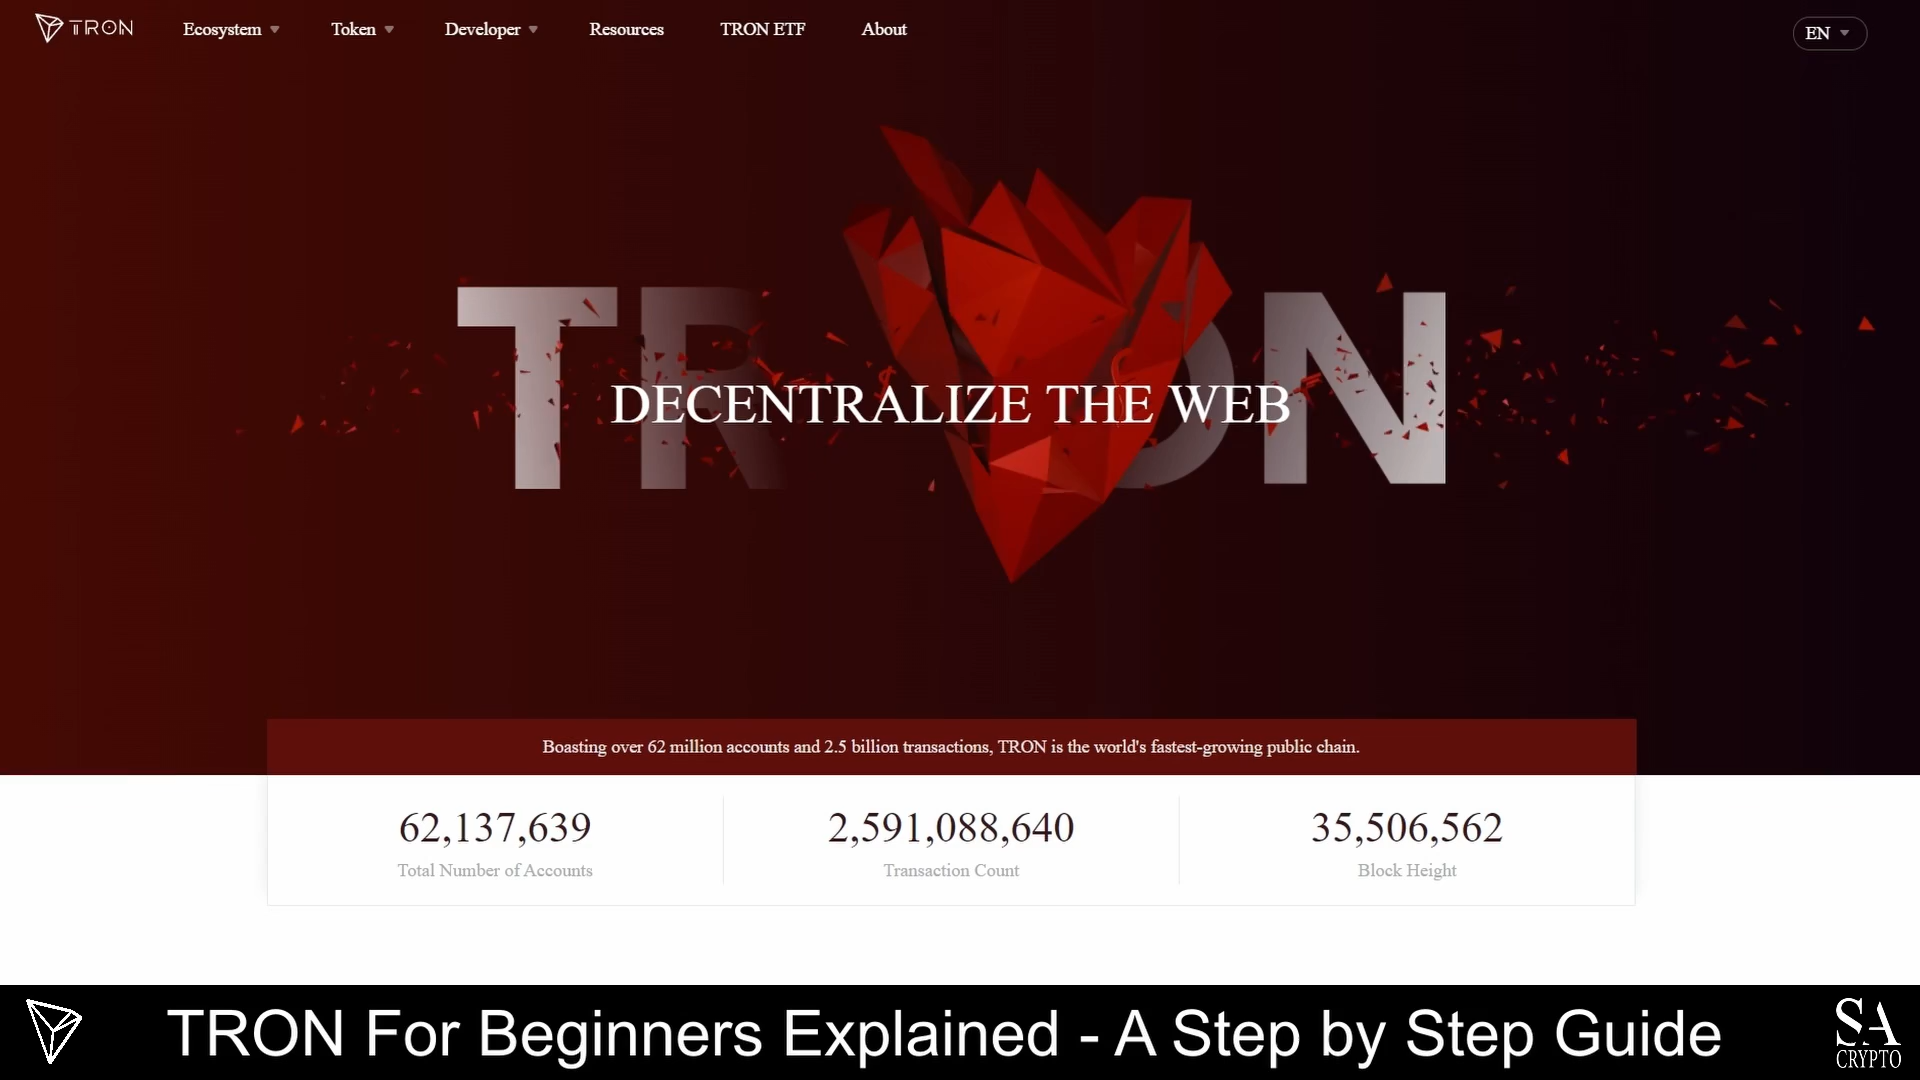 TRON
Ecosystem
Token
Developer
Resources
TRON ETF
About
EN
TRON
DECENTRALIZE THE WEB
Boasting over 62 million accounts and 2.5 billion transactions, TRON is the world's fastest-growing public chain.
62,137,639
Total Number of Accounts
2,591,088,640
Transaction Count
35,506,562
Block Height
TRON For Beginners Explained - A Step by Step Guide
SA
CRYPTO